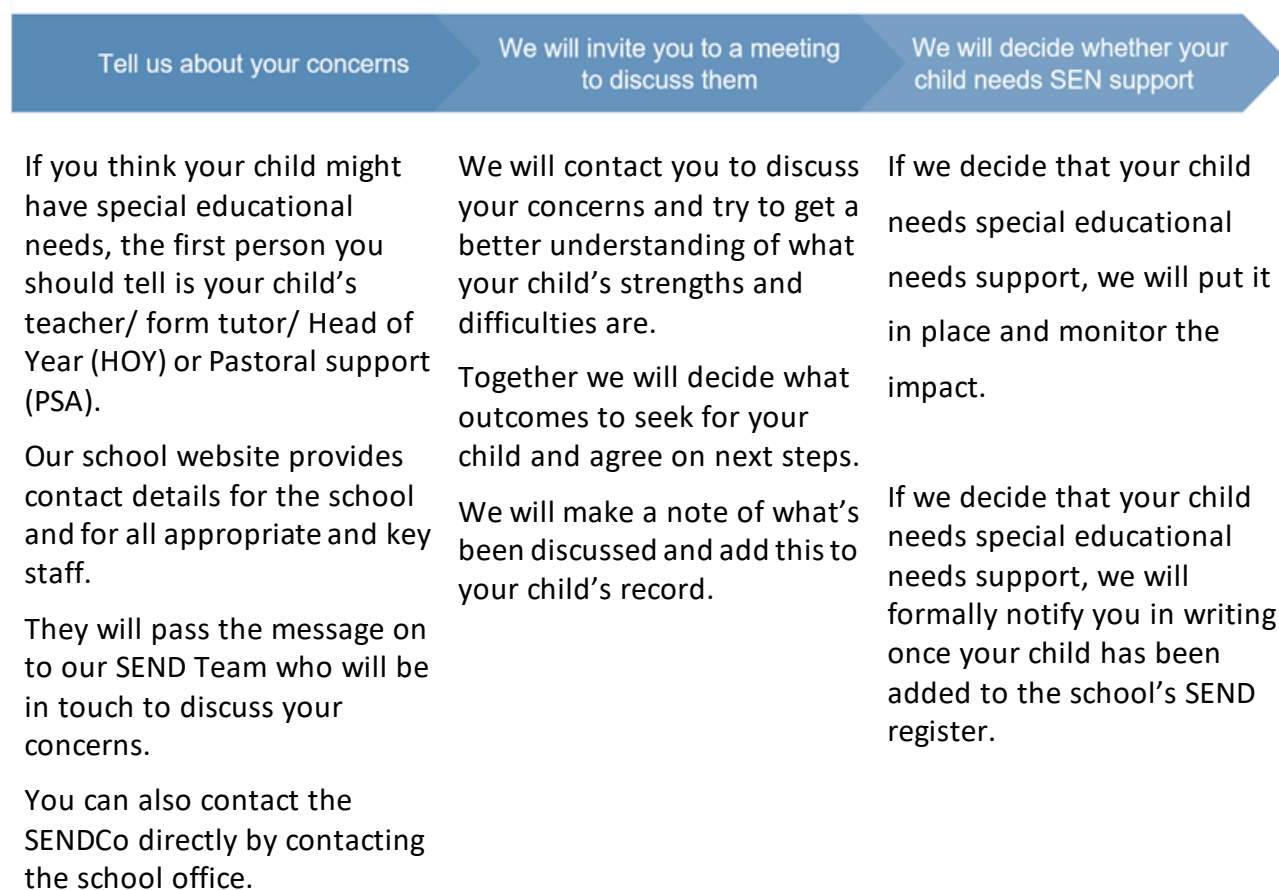 Tell us about your concerns
We will invite you to a meeting
to discuss them
We will decide whether your
child needs SEN support
If you think your child might
have special educational
needs, the first person you
should tell is your child’s
teacher/ form tutor/ Head of
Year (HOY) or Pastoral support
(PSA).
Our school website provides
contact details for the school
and for all appropriate and key
staff.
They will pass the message on
to our SEND Team who will be
in touch to discuss your
concerns.
You can also contact the
SENDCo directly by contacting
the school office.
We will contact you to discuss
your concerns and try to get a
better understanding of what
your child’s strengths and
difficulties are.
Together we will decide what
outcomes to seek for your
child and agree on next steps.
We will make a note of what’s
been discussed and add this to
your child’s record.
If we decide that your child
needs special educational
needs support, we will put it
in place and monitor the
impact.
If we decide that your child
needs special educational
needs support, we will
formally notify you in writing
once your child has been
added to the school’s SEND
register.